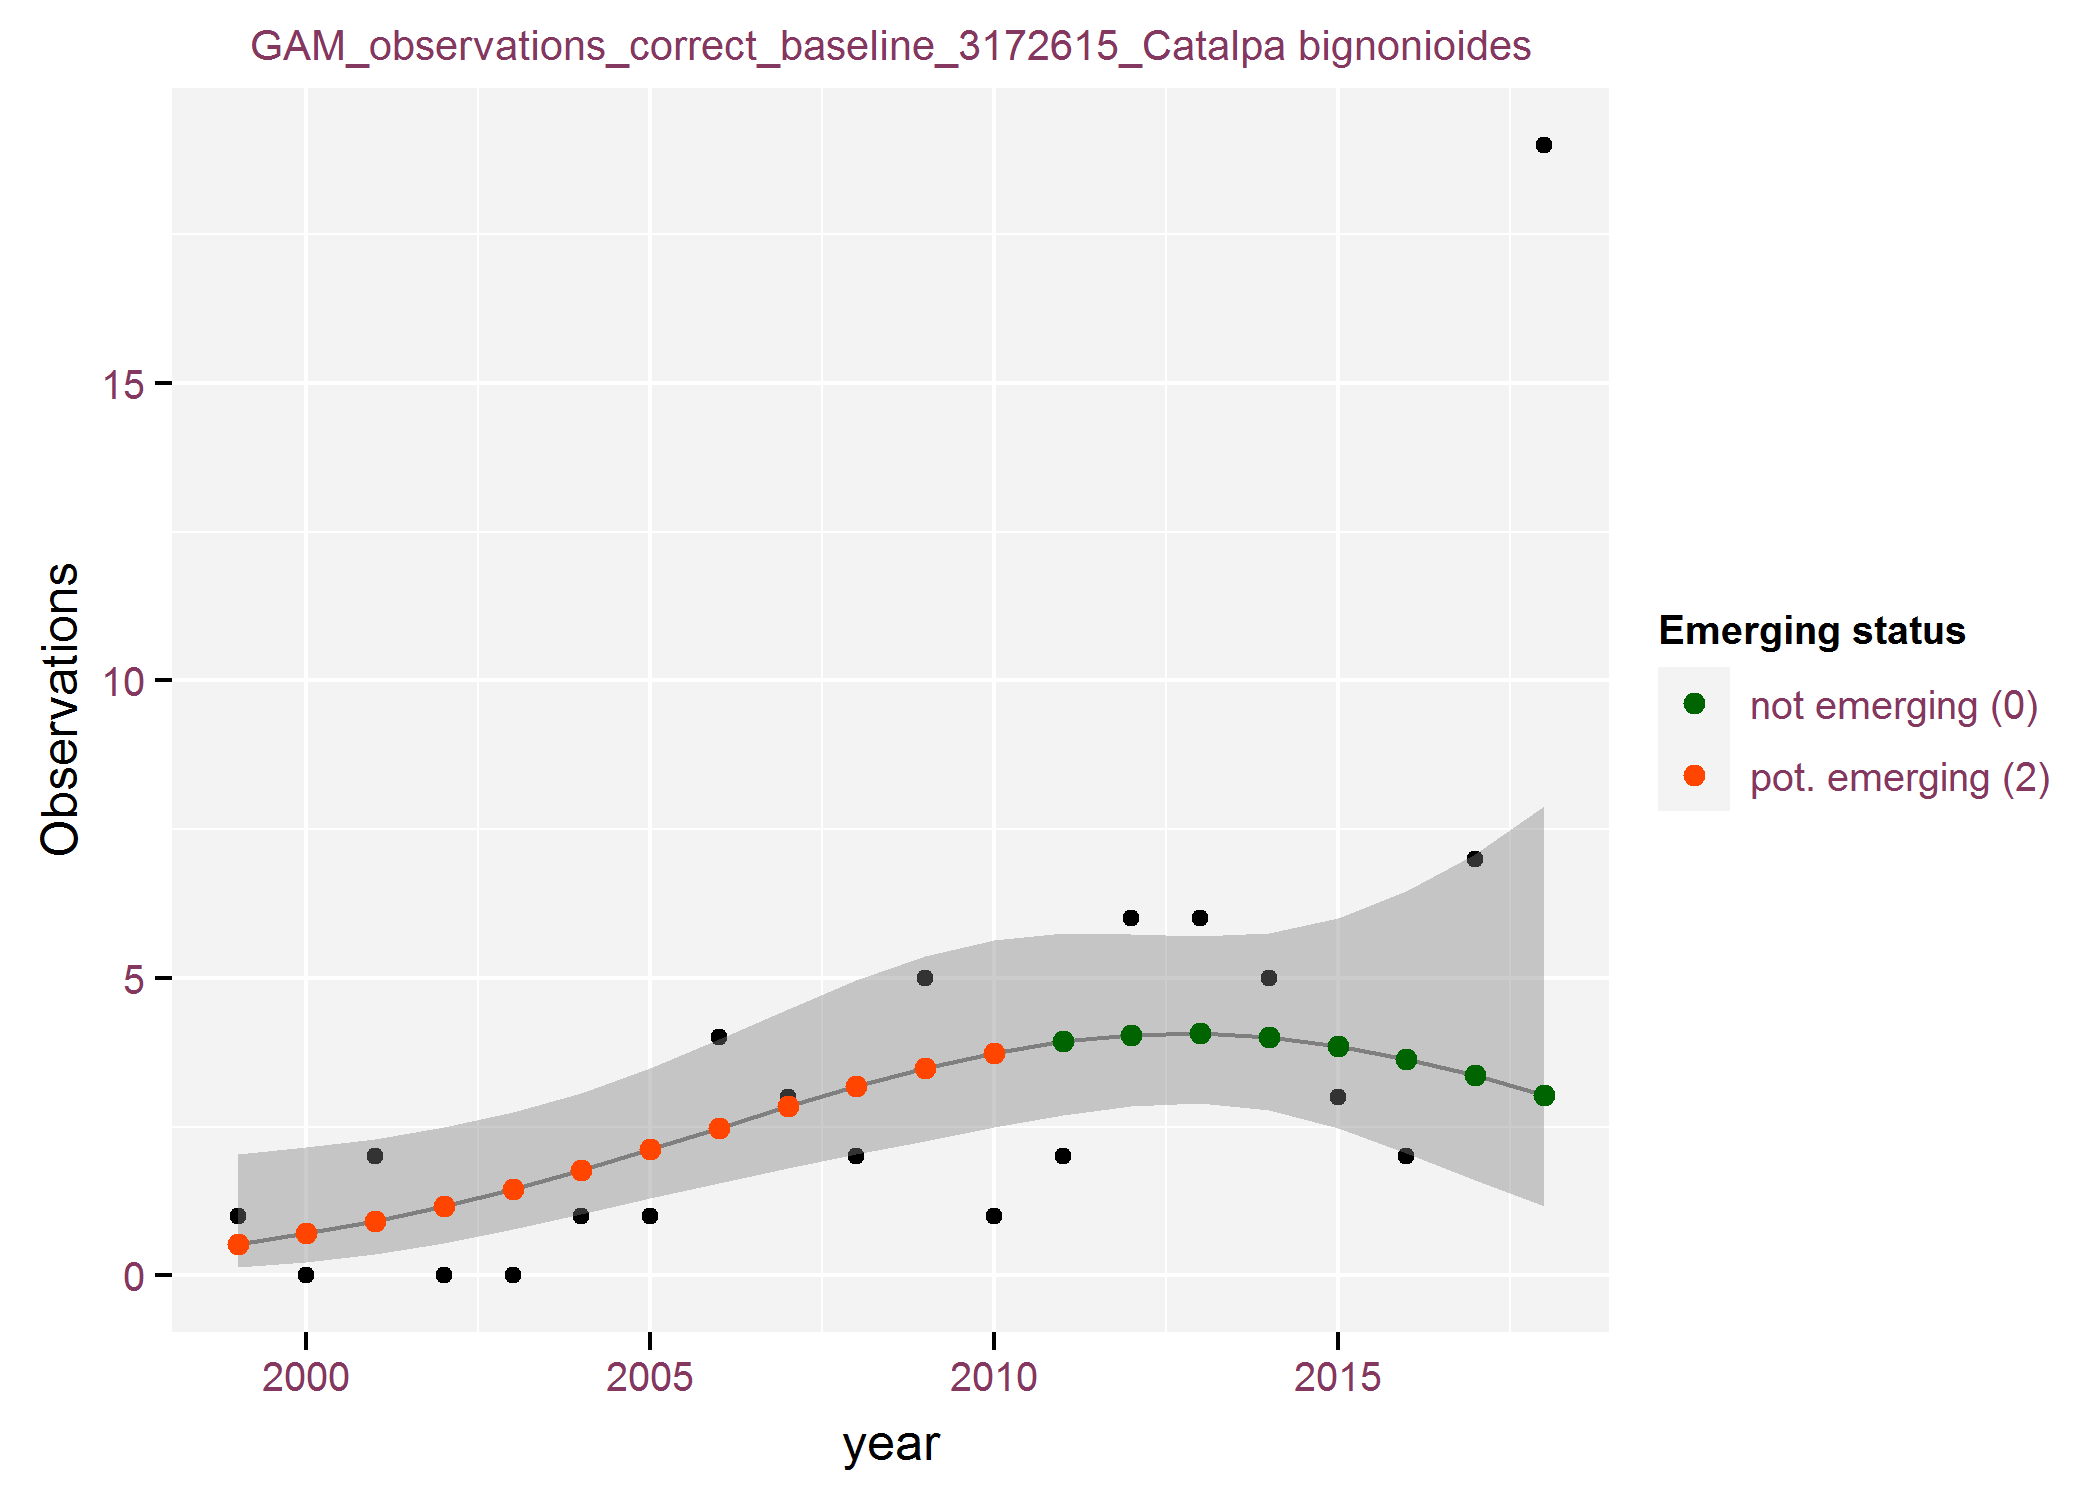 GAM_observations_correct_baseline_3172615_Catalpa bignonioides
Observations
15
10
5
0
2000
2005
2010
2015
year
Emerging status
not emerging (0)
pot. emerging (2)